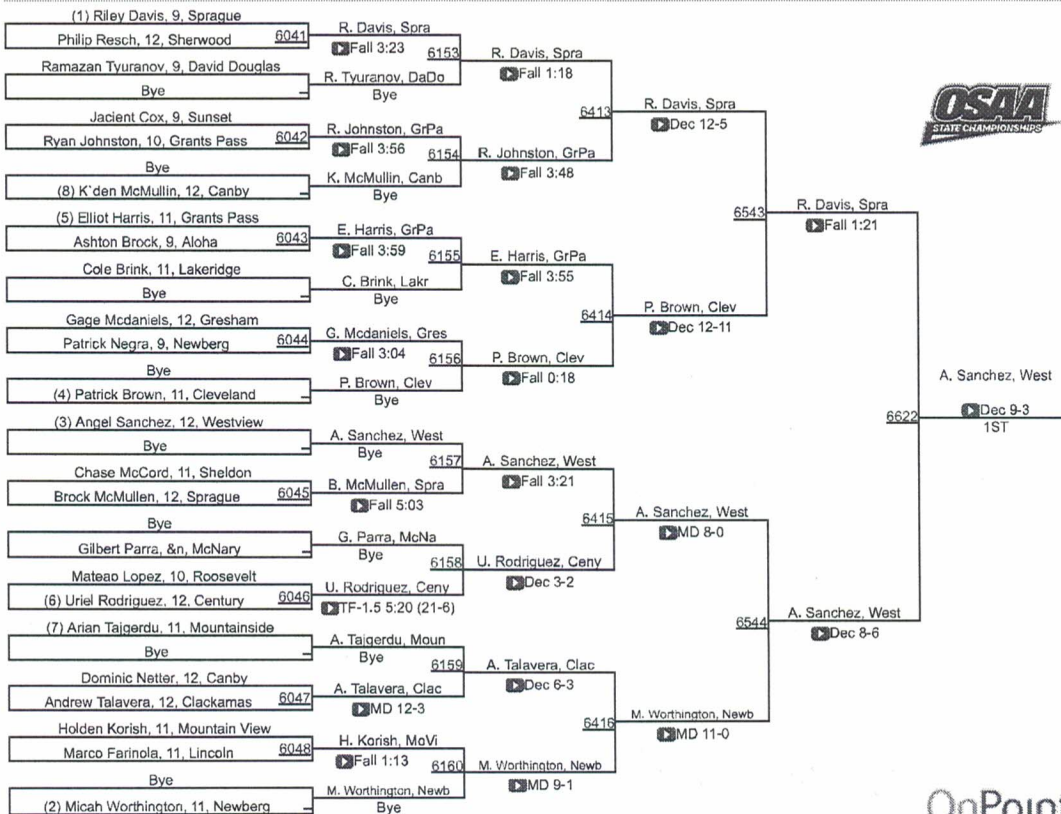 (1) Riley Davis, 9, Sprague
Philip Resch, 12, Sherwood
6041
Ramazan Tyuranov, 9, David Douglas
Bye
Jacient Cox, 9, Sunset
Ryan Johnston, 10, Grants Pass
6042
Bye
(8) K`den McMullin, 12, Canby
(5) Elliot Harris, 11, Grants Pass
Ashton Brock, 9, Aloha
6043
Cole Brink, 11, Lakeridge
Bye
Gage Mcdaniels, 12, Gresham
Patrick Negra, 9, Newberg
6044
Bye
(4) Patrick Brown, 11, Cleveland
(3) Angel Sanchez, 12, Westview
Bye
Chase McCord, 11, Sheldon
Brock McMullen, 12, Sprague
6045
Bye
Gilbert Parra, &n, McNary
Mateao Lopez, 10, Roosevelt
(6) Uriel Rodriguez, 12, Century
6046
(7) Arian Tajgerdu, 11, Mountainside
Bye
Dominic Netter, 12, Canby
Andrew Talavera, 12, Clackamas
6047
Holden Korish, 11, Mountain View
Marco Farinola, 11, Lincoln
6048
Bye
(2) Micah Worthington, 11, Newberg
R. Davis, Spra
Fall 3:23
6153
R. Tyuranov, DaDo
Bye
R. Johnston, GrPa
Fall 3:56
6154
K. McMullin, Canb
Bye
E. Harris, GrPa
Fall 3:59
6155
C. Brink, Lakr
Bye
G. Mcdaniels, Gres
Fall 3:04
6156
P. Brown, Clev
Bye
A. Sanchez, West
Bye
6157
B. McMullen, Spra
Fall 5:03
G. Parra, McNa
Bye
6158
U. Rodriguez, Ceny
TF-1.5 5:20 (21-6)
A. Tajgerdu, Moun
Bye
6159
A. Talavera, Clac
MD 12-3
H. Korish, MoVi
Fall 1:13
6160
M. Worthington, Newb
Bye
R. Davis, Spra
Fall 1:18
6413
R. Johnston, GrPa
Fall 3:48
E. Harris, GrPa
Fall 3:55
6414
P. Brown, Clev
Fall 0:18
A. Sanchez, West
Fall 3:21
6415
U. Rodriguez, Ceny
Dec 3-2
A. Talavera, Clac
Dec 6-3
6416
M. Worthington, Newb
MD 9-1
R. Davis, Spra
Dec 12-5
6543
P. Brown, Clev
Dec 12-11
A. Sanchez, West
MD 8-0
6544
M. Worthington, Newb
MD 11-0
R. Davis, Spra
Fall 1:21
6622
A. Sanchez, West
Dec 8-6
A. Sanchez, West
Dec 9-3
1ST
OSAA
STATE CHAMPIONSHIPS
OnPoint